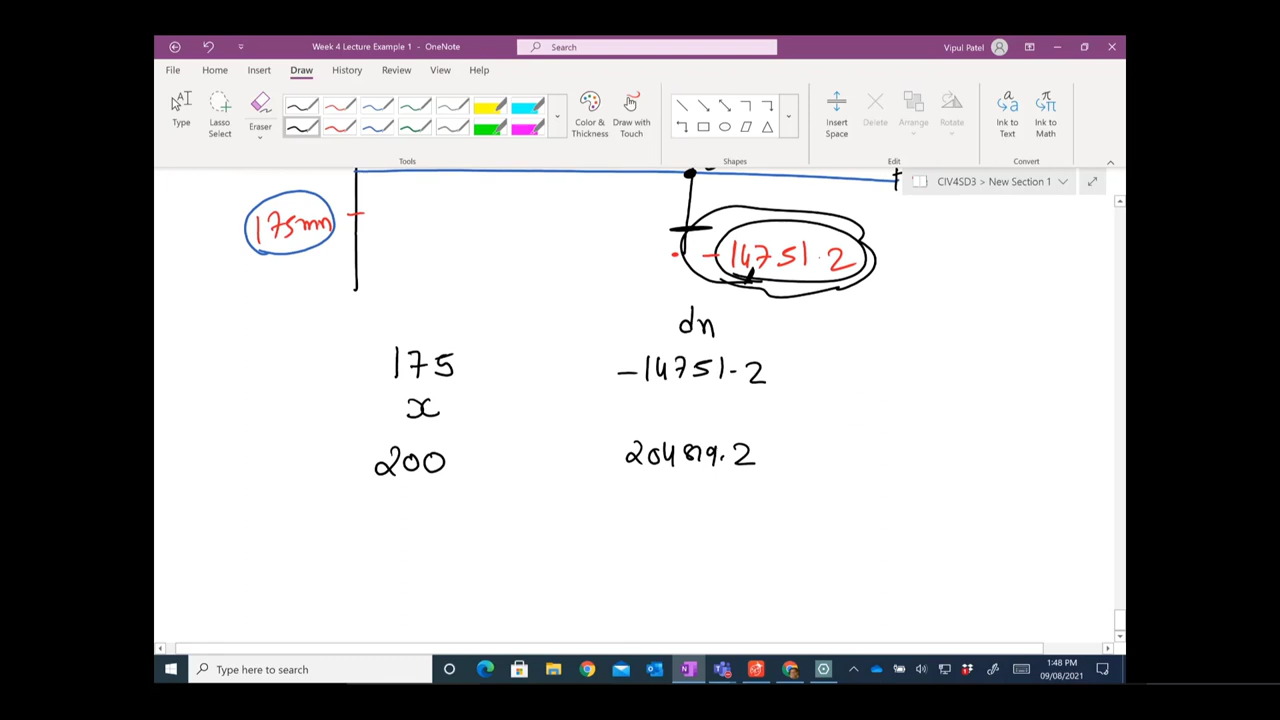 Week 4 Lecture Example 1 - OneNote
Search
Vipul Patel
File Home Insert Draw History Review View Help
Type
Lasso Select
Eraser
Color & Thickness
Draw with Touch
Insert Space
Delete
Arrange
Rotate
Ink to Text
Ink to Math
Tools
Shapes
Edit
Convert
CIV4SD3 > New Section 1
175mm
-14751.2
dn
175 -14751.2
x
200 204819.2
Type here to search
1:48 PM
09/08/2021